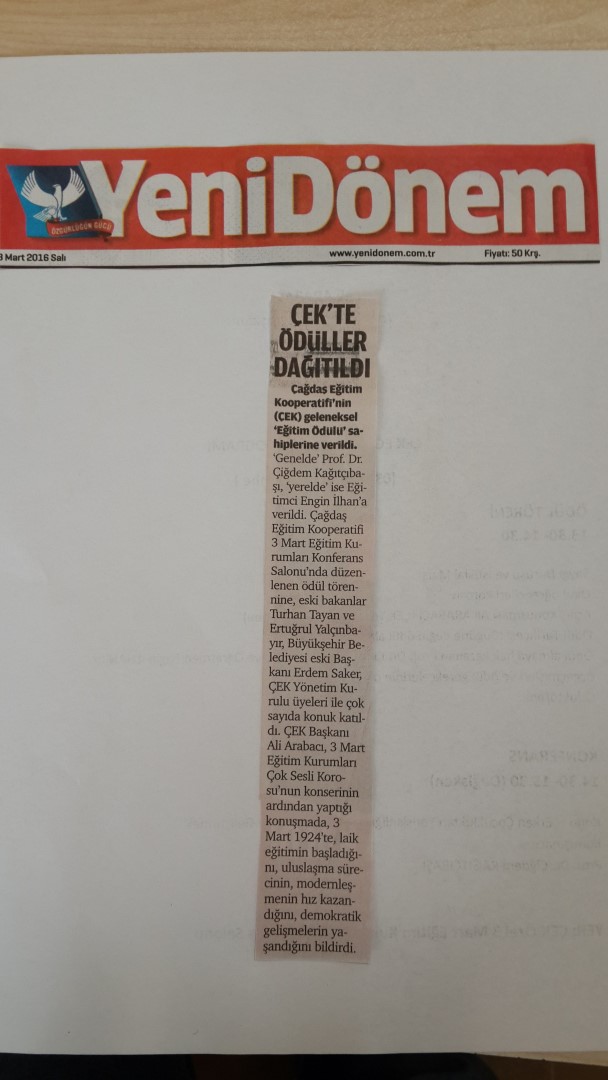 YeniDönem
ÖZGÜRLÜĞÜN GÜCÜ
8 Mart 2016 Salı
www.yenidonem.com.tr
Fiyatı: 50 Krş.
ÇEK'TE
ÖDÜLLER
DAĞITILDI
Çağdaş Eğitim
Kooperatifi'nin
(ÇEK) geleneksel
'Eğitim Ödülü' sa-
hiplerine verildi.
'Genelde' Prof. Dr.
Çiğdem Kağıtçıba-
şı, 'yerelde' ise Eği-
timci Engin İlhan'a
verildi. Çağdaş
Eğitim Kooperatifi
3 Mart Eğitim Ku-
rumları Konferans
Salonu'nda düzen-
lenen ödül tören-
nine, eski bakanlar
Turhan Tayan ve
Ertuğrul Yalçınba-
yır, Büyükşehir Be-
lediyesi eski Baş-
kanı Erdem Saker,
ÇEK Yönetim Ku-
rulu üyeleri ile çok
sayıda konuk katıl-
dı. ÇEK Başkanı
Ali Arabacı, 3 Mart
Eğitim Kurumları
Çok Sesli Koro-
su'nun konserinin
ardından yaptığı
konuşmada, 3
Mart 1924'te, laik
eğitimin başladığı-
nı, uluslaşma süre-
cinin, modernleş-
menin hız kazan-
dığını, demokratik
gelişmelerin ya-
şandığını bildirdi.